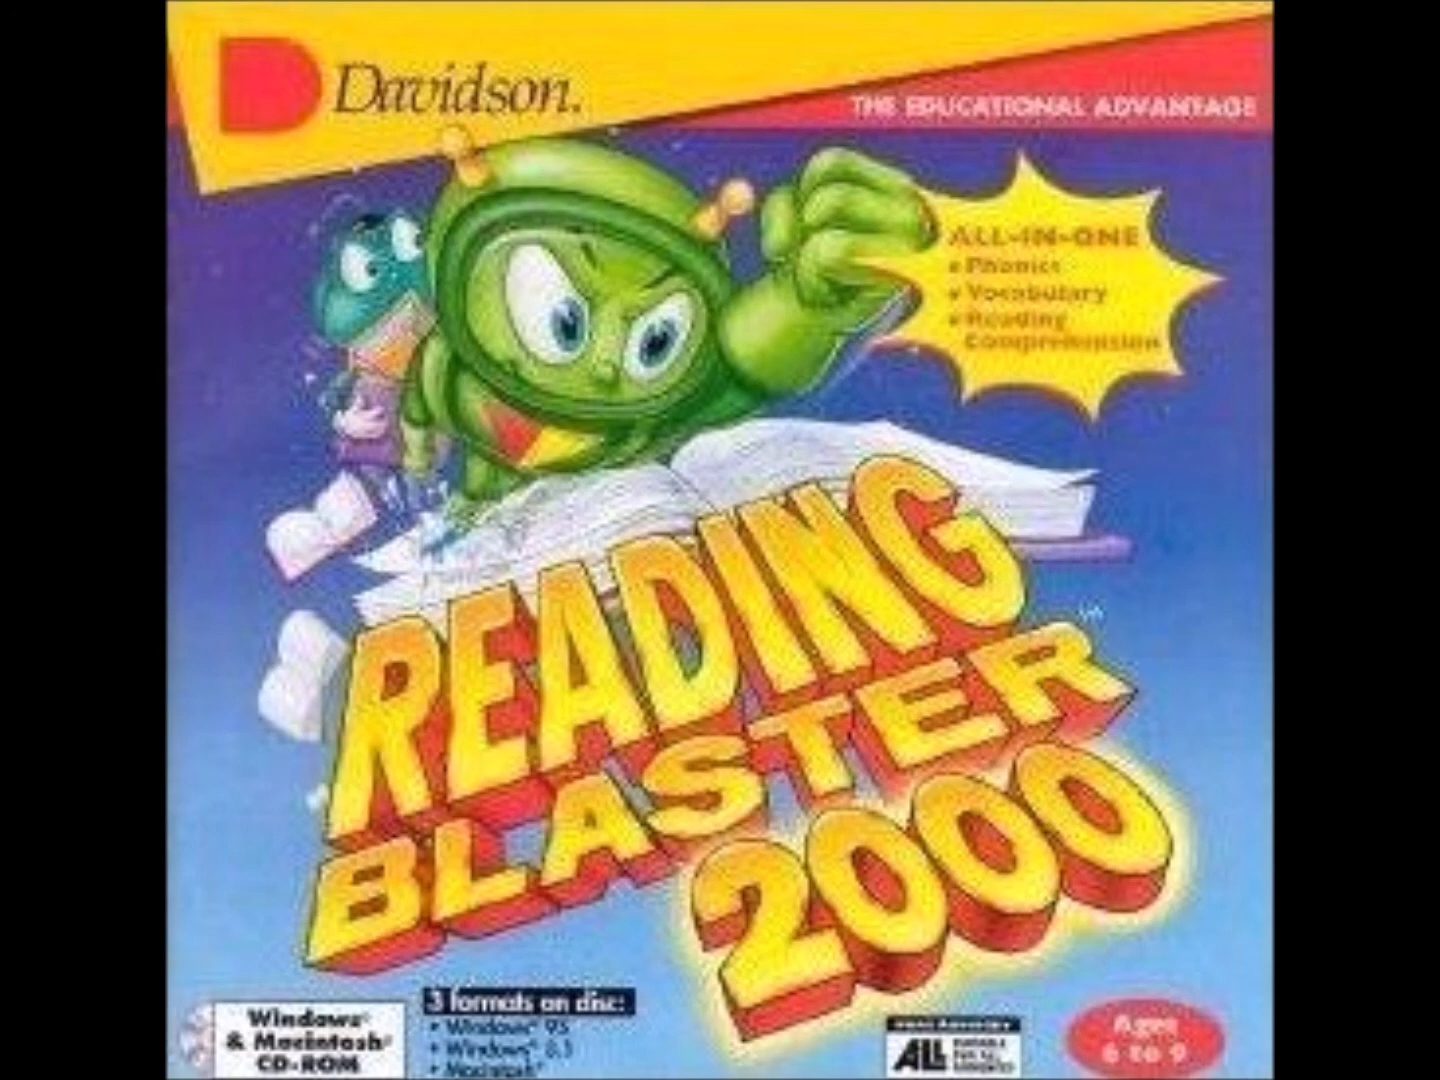 Davidson.
THE EDUCATIONAL ADVANTAGE
ALL-IN-ONE
• Phonics
• Vocabulary
• Reading
Comprehension
READING
BLASTER
2000
3 formats on disc:
• Windows® 95
• Windows® 3.1
• Macintosh®
Windows®
& Macintosh®
CD-ROM
ALL
Ages
6 to 9